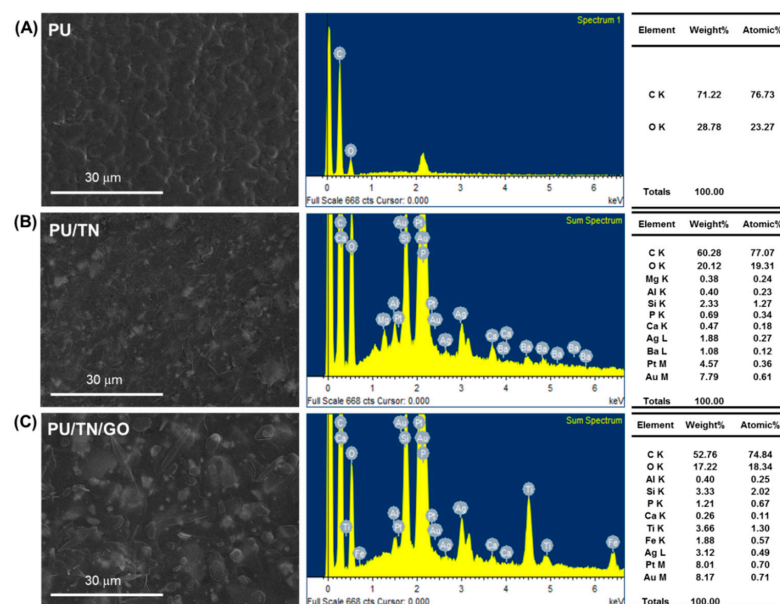 (A)
PU
30 µm
Spectrum 1
C
O
0 1 2 3 4 5 6
Full Scale 668 cts Cursor: 0.000 keV
Element Weight% Atomic%
C K 71.22 76.73
O K 28.78 23.27
Totals 100.00
(B)
PU/TN
30 µm
Sum Spectrum
C Au Pt
Ca O Si Ag
P
Al Pt Ag
Mg Pt Au Ca Ca
Ag Ba Ba Ba Ba Ba Ba
0 1 2 3 4 5 6
Full Scale 668 cts Cursor: 0.000 keV
Element Weight% Atomic%
C K 60.28 77.07
O K 20.12 19.31
Mg K 0.38 0.24
Al K 0.40 0.23
Si K 2.33 1.27
P K 0.69 0.34
Ca K 0.47 0.18
Ag L 1.88 0.27
Ba L 1.08 0.12
Pt M 4.57 0.36
Au M 7.79 0.61
Totals 100.00
(C)
PU/TN/GO
30 µm
Sum Spectrum
C Au Pt
Ca Si Au
O P
Ti
Al Pt Ag
Ti Pt Au
Fe Ag Ca Ca Ti Fe
0 1 2 3 4 5 6
Full Scale 668 cts Cursor: 0.000 keV
Element Weight% Atomic%
C K 52.76 74.84
O K 17.22 18.34
Al K 0.40 0.25
Si K 3.33 2.02
P K 1.21 0.67
Ca K 0.26 0.11
Ti K 3.66 1.30
Fe K 1.88 0.57
Ag L 3.12 0.49
Pt M 8.01 0.70
Au M 8.17 0.71
Totals 100.00